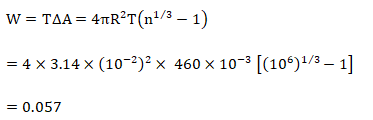 W = TΔA = 4πR²T(n^{1/3} − 1)
= 4 × 3.14 × (10⁻²)² × 460 × 10⁻³ [(10⁶)^{1/3} − 1]
= 0.057